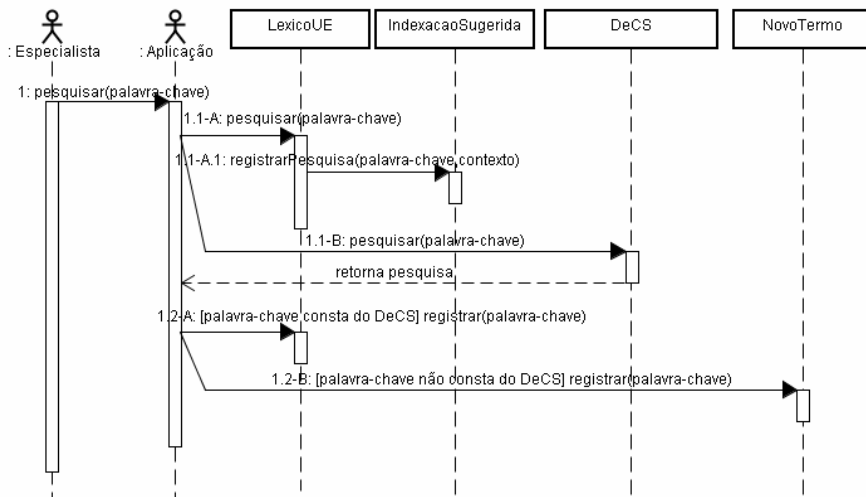 LexicoUE
IndexacaoSugerida
DeCS
NovoTermo
: Especialista
: Aplicação
1: pesquisar(palavra-chave)
1.1-A: pesquisar(palavra-chave)
1.1-A.1: registrarPesquisa(palavra-chave,contexto)
1.1-B: pesquisar(palavra-chave)
retorna pesquisa
1.2-A: [palavra-chave consta do DeCS] registrar(palavra-chave)
1.2-B: [palavra-chave não consta do DeCS] registrar(palavra-chave)